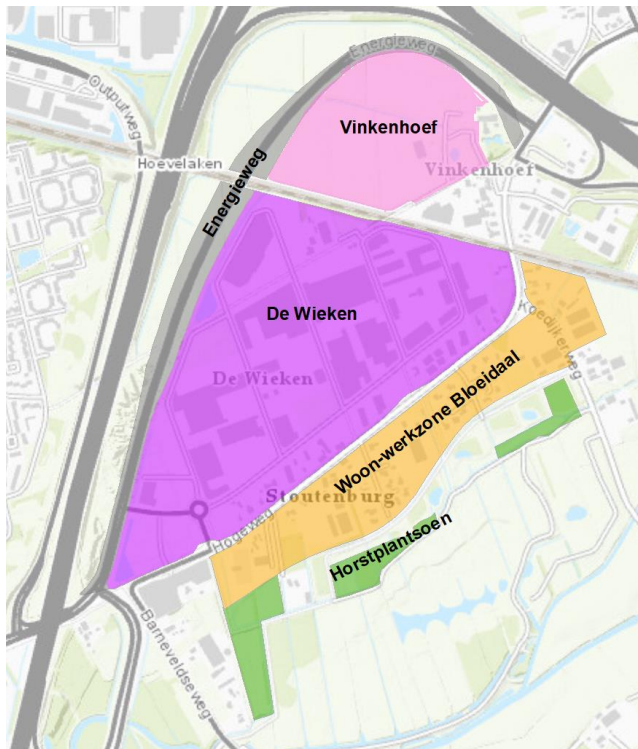 Energieweg
Outputweg
Vinkenhoef
Hoevelaken
Vinkenhoef
Energieweg
De Wieken
Koedijkerweg
De Wieken
Woon-werkzone Bloeidaal
Stoutenburg
Hogeweg
Horstplantsoen
Barneveldseweg